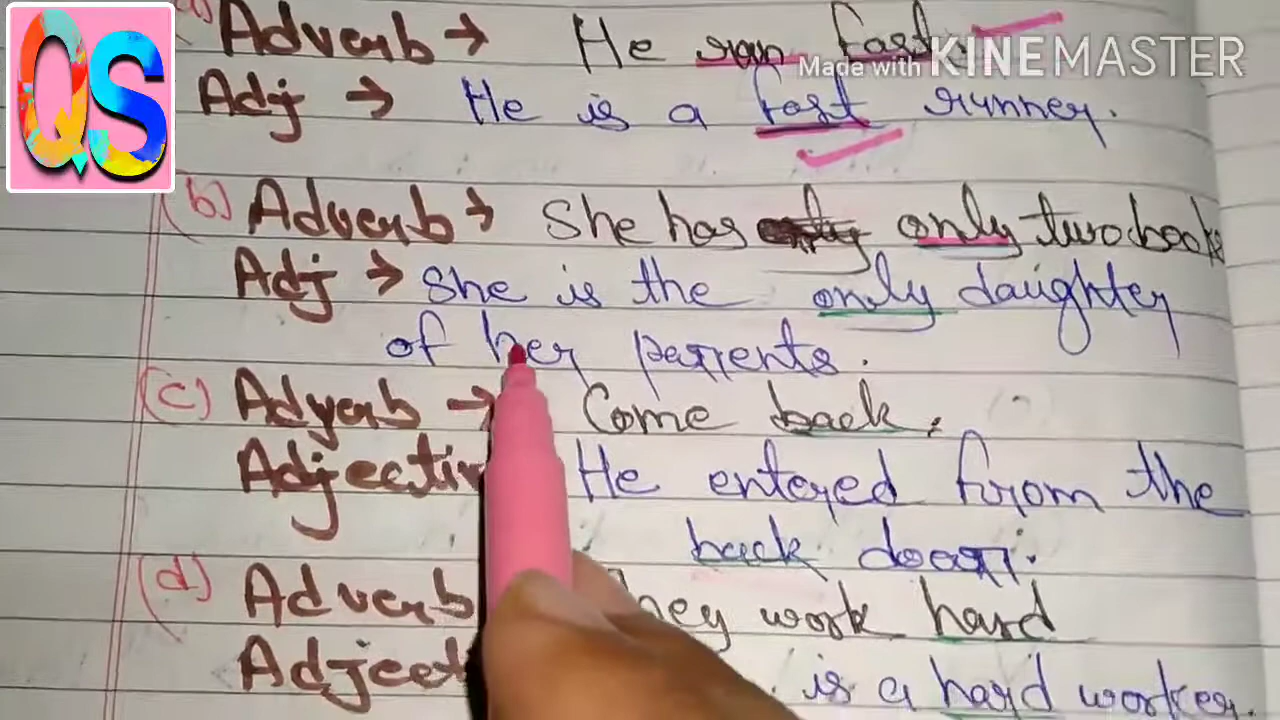 (a) Adverb → He ran fast.
Made with KINEMASTER
QS
Adj → He is a fast runner.
(b) Adverb → She has only two books
Adj → She is the only daughter
of her parents.
(c) Adverb → Come back.
Adjectiv He entered from the
back door.
(d) Adverb hey work hard
Adject is a hard worker.